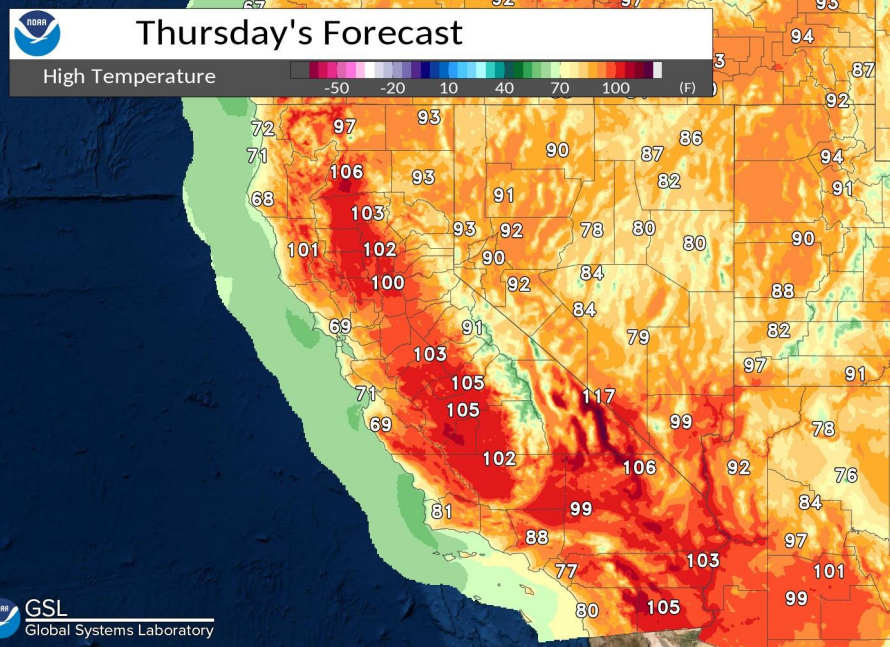 67 92 97 93
NOAA
Thursday's Forecast
94
High Temperature
-50 -20 10 40 70 100 (F)
87
92
72 97 93
71 90 87 86 94
106 93 82 91
68 91
103
93 92 78 80 80 90
101 102
90
100 92 84 88
84
69 91 79 82
103 97
105 91
71 117
69 105 99 78
102 106 92 76
84
81 99
88 97
77 103 101
99
80 105
GSL
Global Systems Laboratory